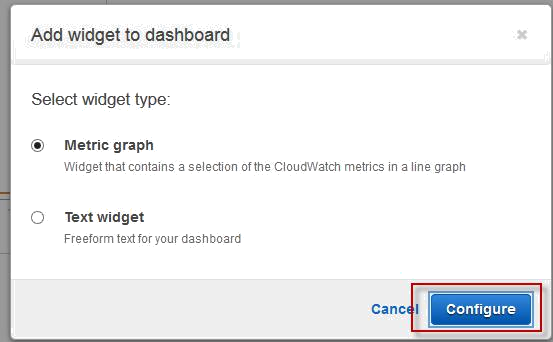 Add widget to dashboard
Select widget type:
Metric graph
Widget that contains a selection of the CloudWatch metrics in a line graph
Text widget
Freeform text for your dashboard
Cancel Configure